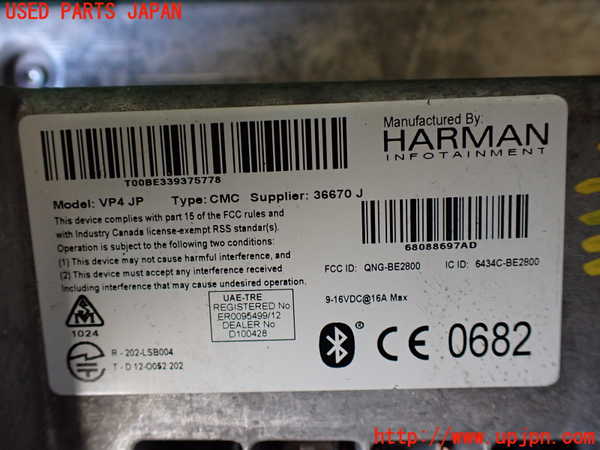 USED PARTS JAPAN
Manufactured By:
HARMAN
INFOTAINMENT
T00BE339375778
Model: VP4 JP Type: CMC Supplier: 36670 J
This device complies with part 15 of the FCC rules and
with Industry Canada license-exempt RSS standar(s).
Operation is subject to the following two conditions:
(1) This device may not cause harmful interference, and
(2) This device must accept any interference received
Including interference that may cause undesired operation.
68088697AD
FCC ID: QNG-BE2800 IC ID: 6434C-BE2800
9-16VDC@16A Max
UAE-TRE
REGISTERED No
ER0095499/12
DEALER No
D100428
1024
R - 202-LSB004
T - D 12-0052 202
CE 0682
(C)UPJ
http://www.upjpn.com/